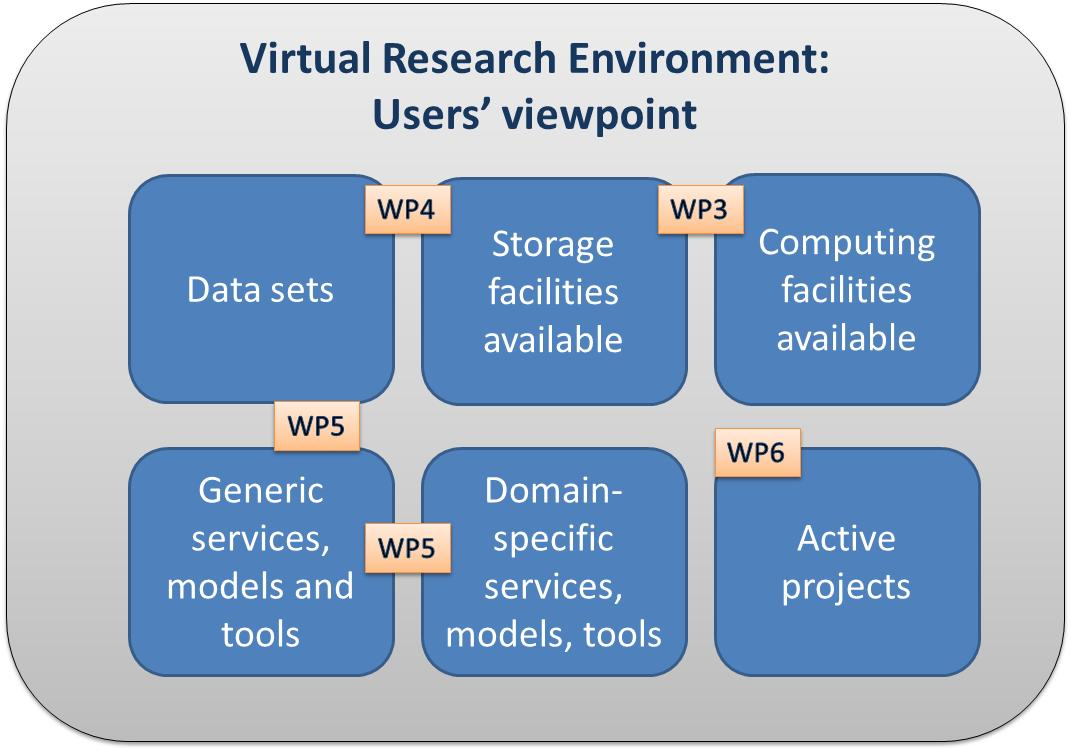 Virtual Research Environment:
Users’ viewpoint
WP4
WP3
Data sets
Storage
facilities
available
Computing
facilities
available
WP5
WP6
Generic
services,
models and
tools
WP5
Domain-
specific
services,
models, tools
Active
projects